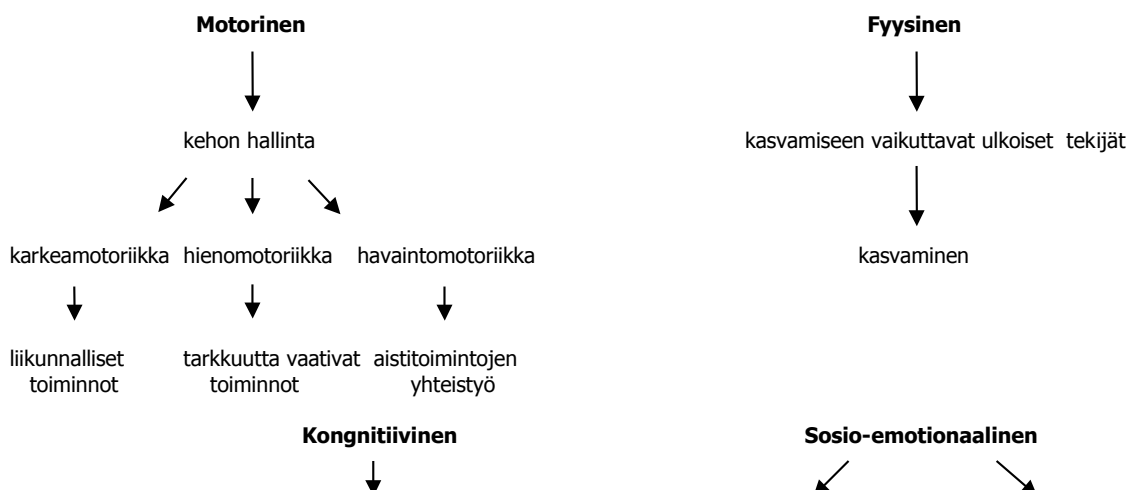 Motorinen
Fyysinen
kehon hallinta
kasvamiseen vaikuttavat ulkoiset tekijät
karkeamotoriikka hienomotoriikka havaintomotoriikka
kasvaminen
liikunnalliset
toiminnot
tarkkuutta vaativat
toiminnot
aistitoimintojen
yhteistyö
Kongnitiivinen
Sosio-emotionaalinen